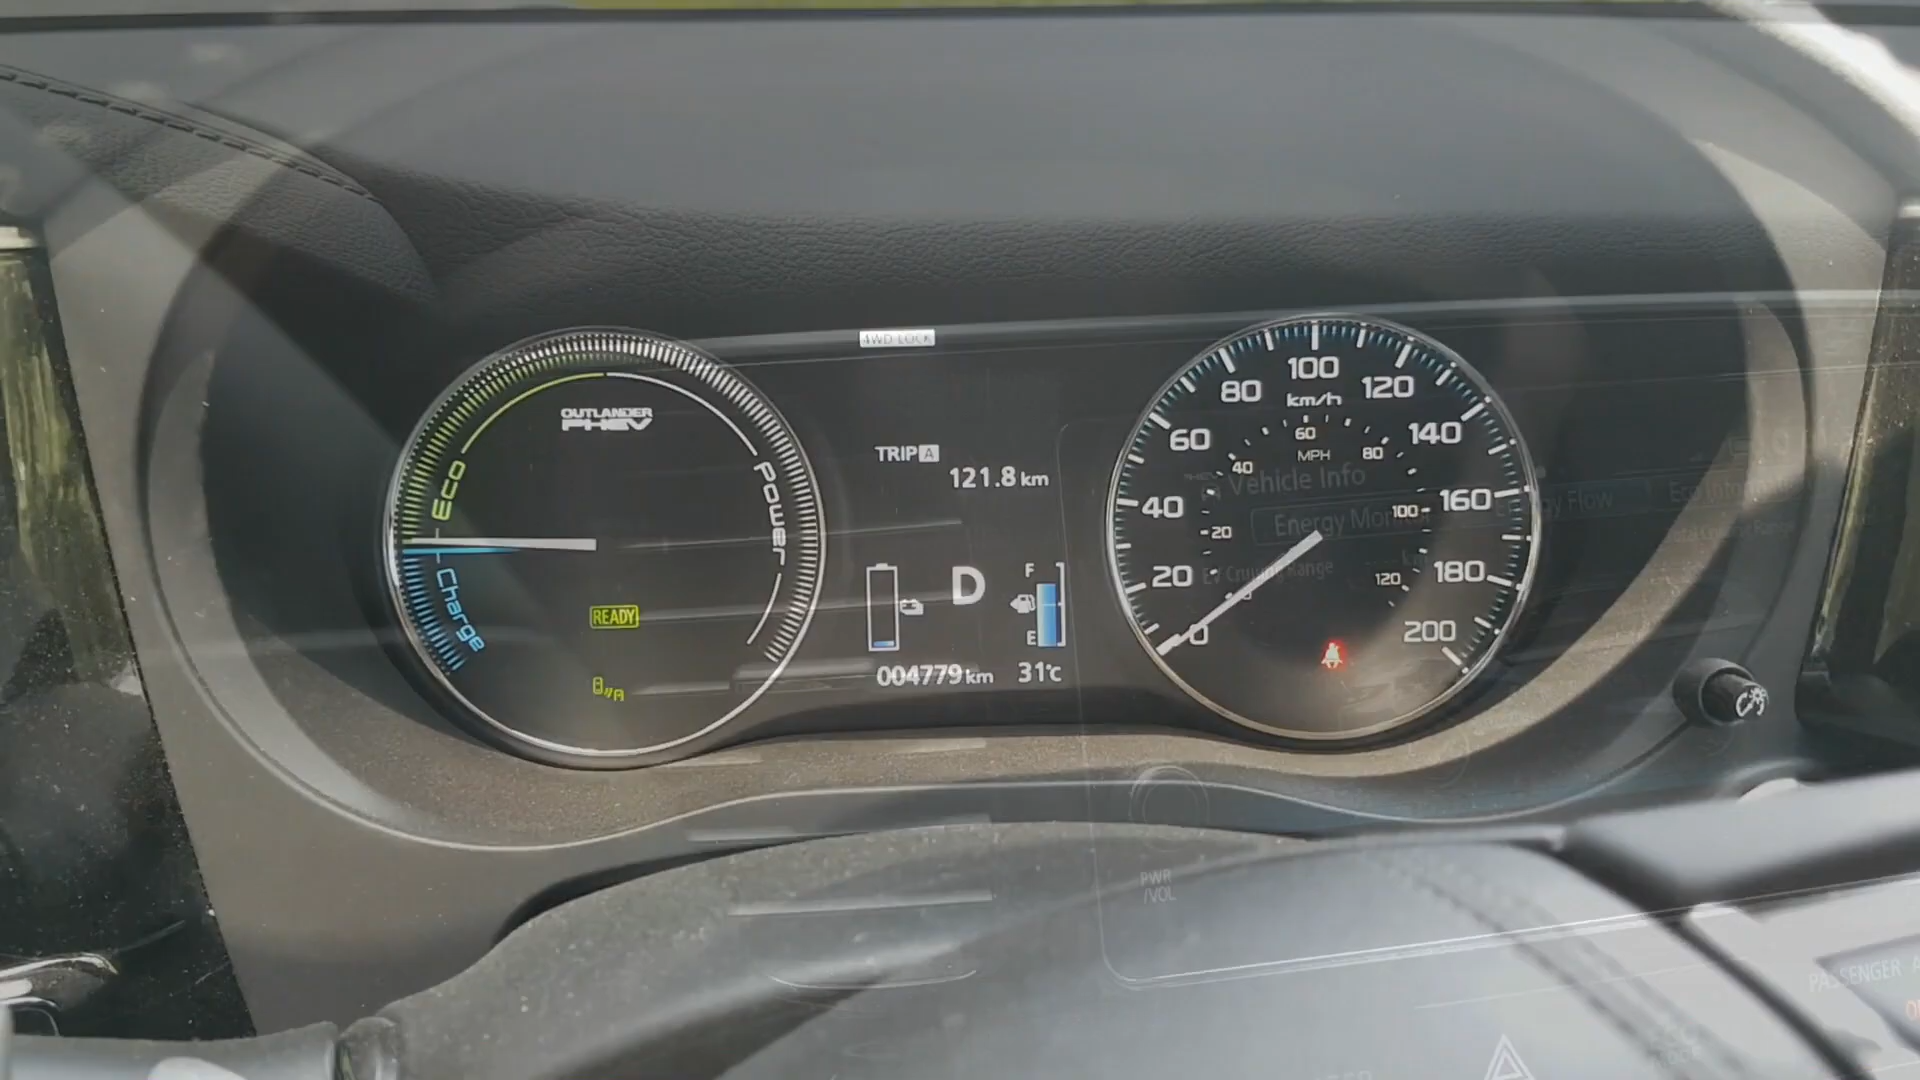 4WD LOCK
OUTLANDER
PHEV
Eco
Charge
Power
READY
A
TRIP A
121.8 km
D
F
E
004779 km
31°c
0
20
40
60
80
100
120
140
160
180
200
km/h
20
40
60
80
100
120
MPH
Vehicle Info
Energy Monitor
Energy Flow
EV Cruising Range
PWR
/VOL
PASSENGER